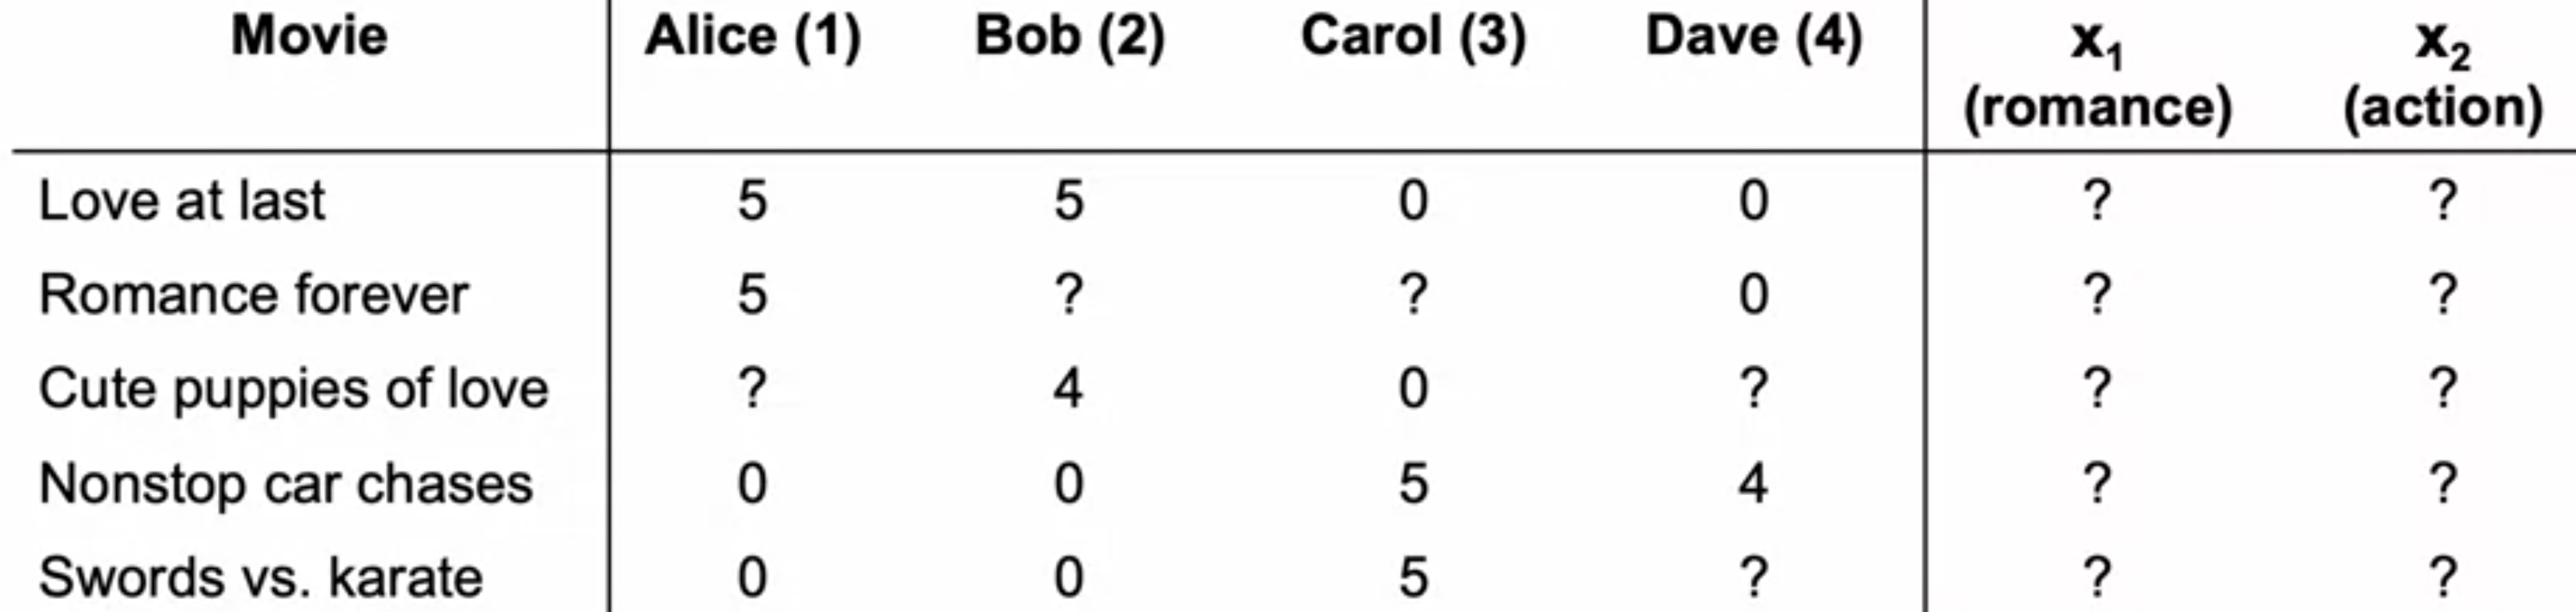 Movie Alice (1) Bob (2) Carol (3) Dave (4) x₁ x₂
(romance) (action)
Love at last 5 5 0 0 ? ?
Romance forever 5 ? ? 0 ? ?
Cute puppies of love ? 4 0 ? ? ?
Nonstop car chases 0 0 5 4 ? ?
Swords vs. karate 0 0 5 ? ? ?